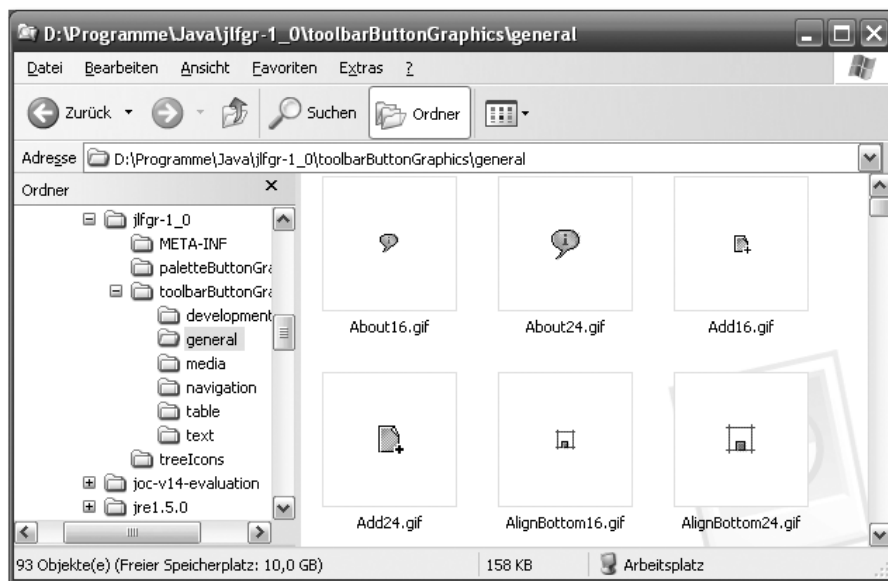 D:\Programme\Java\jlfgr-1_0\toolbarButtonGraphics\general
Datei Bearbeiten Ansicht Favoriten Extras ?
Zurück Suchen Ordner
Adresse D:\Programme\Java\jlfgr-1_0\toolbarButtonGraphics\general
Ordner
jlfgr-1_0
META-INF
paletteButtonGra
toolbarButtonGra
development
general
media
navigation
table
text
treeIcons
joc-v14-evaluation
jre1.5.0
About16.gif About24.gif Add16.gif
Add24.gif AlignBottom16.gif AlignBottom24.gif
93 Objekte(e) (Freier Speicherplatz: 10,0 GB) 158 KB Arbeitsplatz